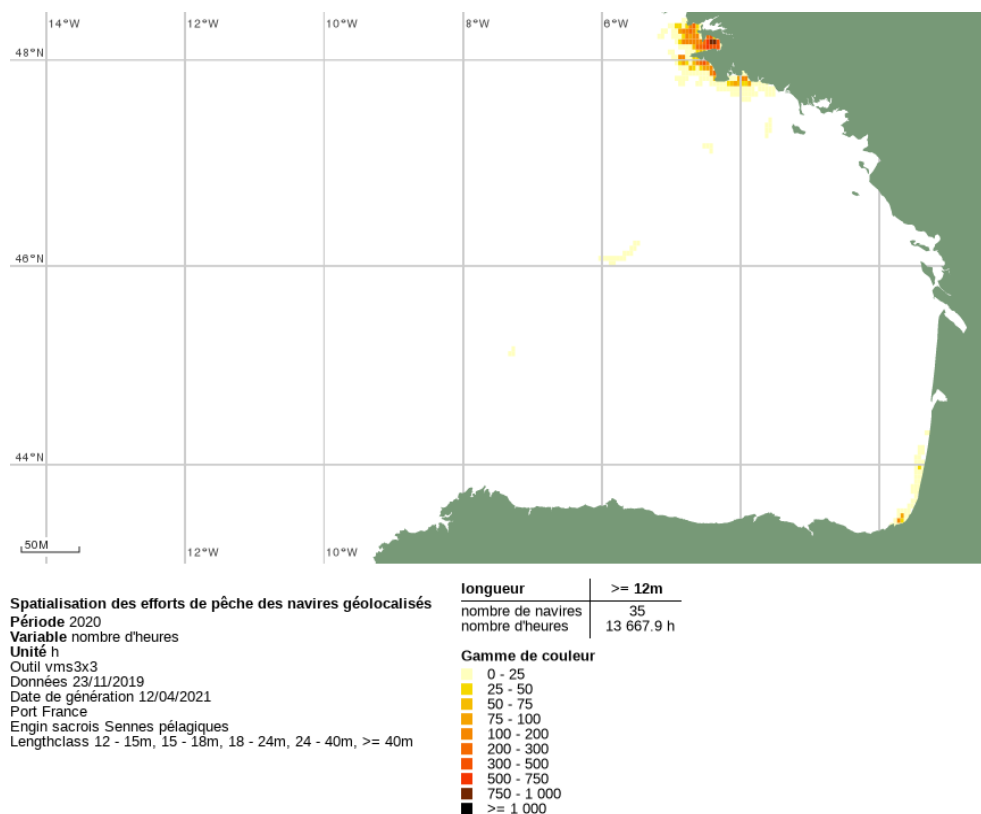 14°W
12°W
10°W
8°W
6°W
48°N
46°N
44°N
50M
12°W
10°W
Spatialisation des efforts de pêche des navires géolocalisés
Période 2020
Variable nombre d'heures
Unité h
Outil vms3x3
Données 23/11/2019
Date de génération 12/04/2021
Port France
Engin sacrois Sennes pélagiques
Lengthclass 12 - 15m, 15 - 18m, 18 - 24m, 24 - 40m, >= 40m
longueur >= 12m
nombre de navires 35
nombre d'heures 13 667.9 h
Gamme de couleur
0 - 25
25 - 50
50 - 75
75 - 100
100 - 200
200 - 300
300 - 500
500 - 750
750 - 1 000
>= 1 000